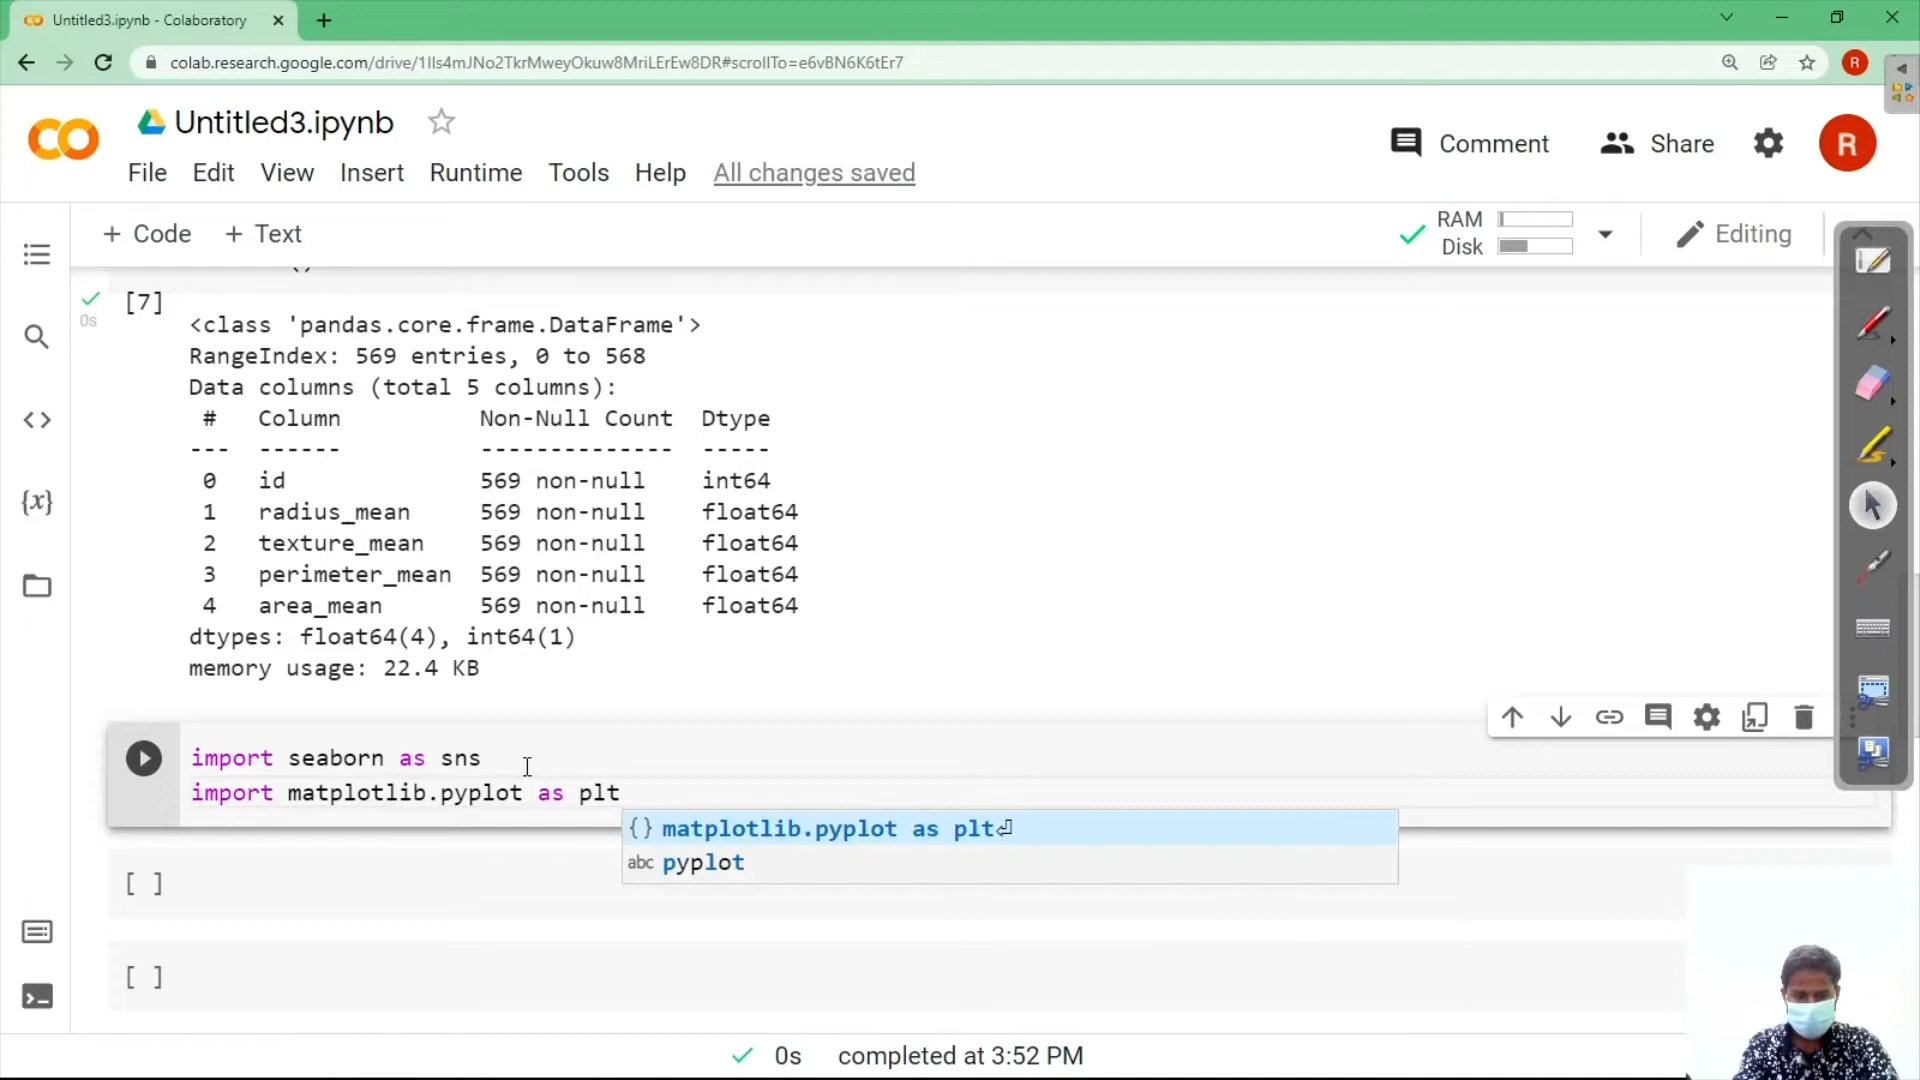 Untitled3.ipynb - Colaboratory
colab.research.google.com/drive/1lls4mJNo2TkrMweyOkuw8MriLErEw8DR#scrollTo=e6vBN6K6tEr7
R
Untitled3.ipynb
Comment
Share
R
File Edit View Insert Runtime Tools Help All changes saved
+ Code + Text
RAM
Disk
Editing
()
[7]
0s
<class 'pandas.core.frame.DataFrame'>
RangeIndex: 569 entries, 0 to 568
Data columns (total 5 columns):
# Column Non-Null Count Dtype
--- ------ -------------- -----
0 id 569 non-null int64
1 radius_mean 569 non-null float64
2 texture_mean 569 non-null float64
3 perimeter_mean 569 non-null float64
4 area_mean 569 non-null float64
dtypes: float64(4), int64(1)
memory usage: 22.4 KB
import seaborn as sns
import matplotlib.pyplot as plt
{} matplotlib.pyplot as plt
abc pyplot
[ ]
[ ]
0s completed at 3:52 PM